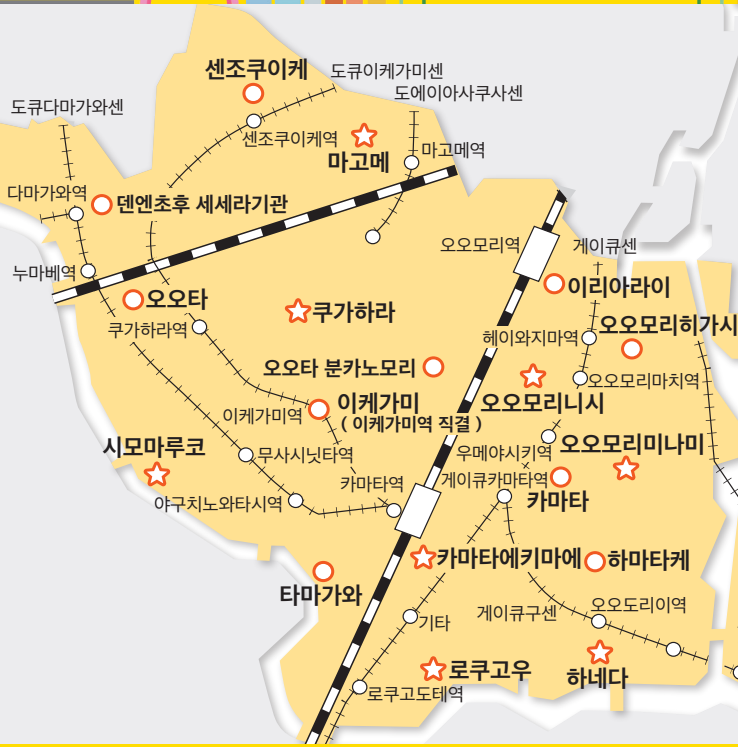 센조쿠이케
도큐이케가미센
도에이아사쿠사센
도큐다마가와센
센조쿠이케역
마고메
마고메역
다마가와역
덴엔초후 세세라기관
오오모리역
게이큐센
누마베역
오오타
이리아라이
쿠가하라
쿠가하라역
헤이와지마역
오오모리히가시
오오타 분카노모리
오오모리마치역
이케가미역
이케가미
( 이케가미역 직결 )
오오모리니시
시모마루코
무사시닛타역
우메야시키역
오오모리미나미
야구치노와타시역
카마타역
게이큐카마타역
카마타
카마타에키마에
하마타케
타마가와
기타
게이큐구센
오오도리이역
로쿠고우
하네다
로쿠고도테역